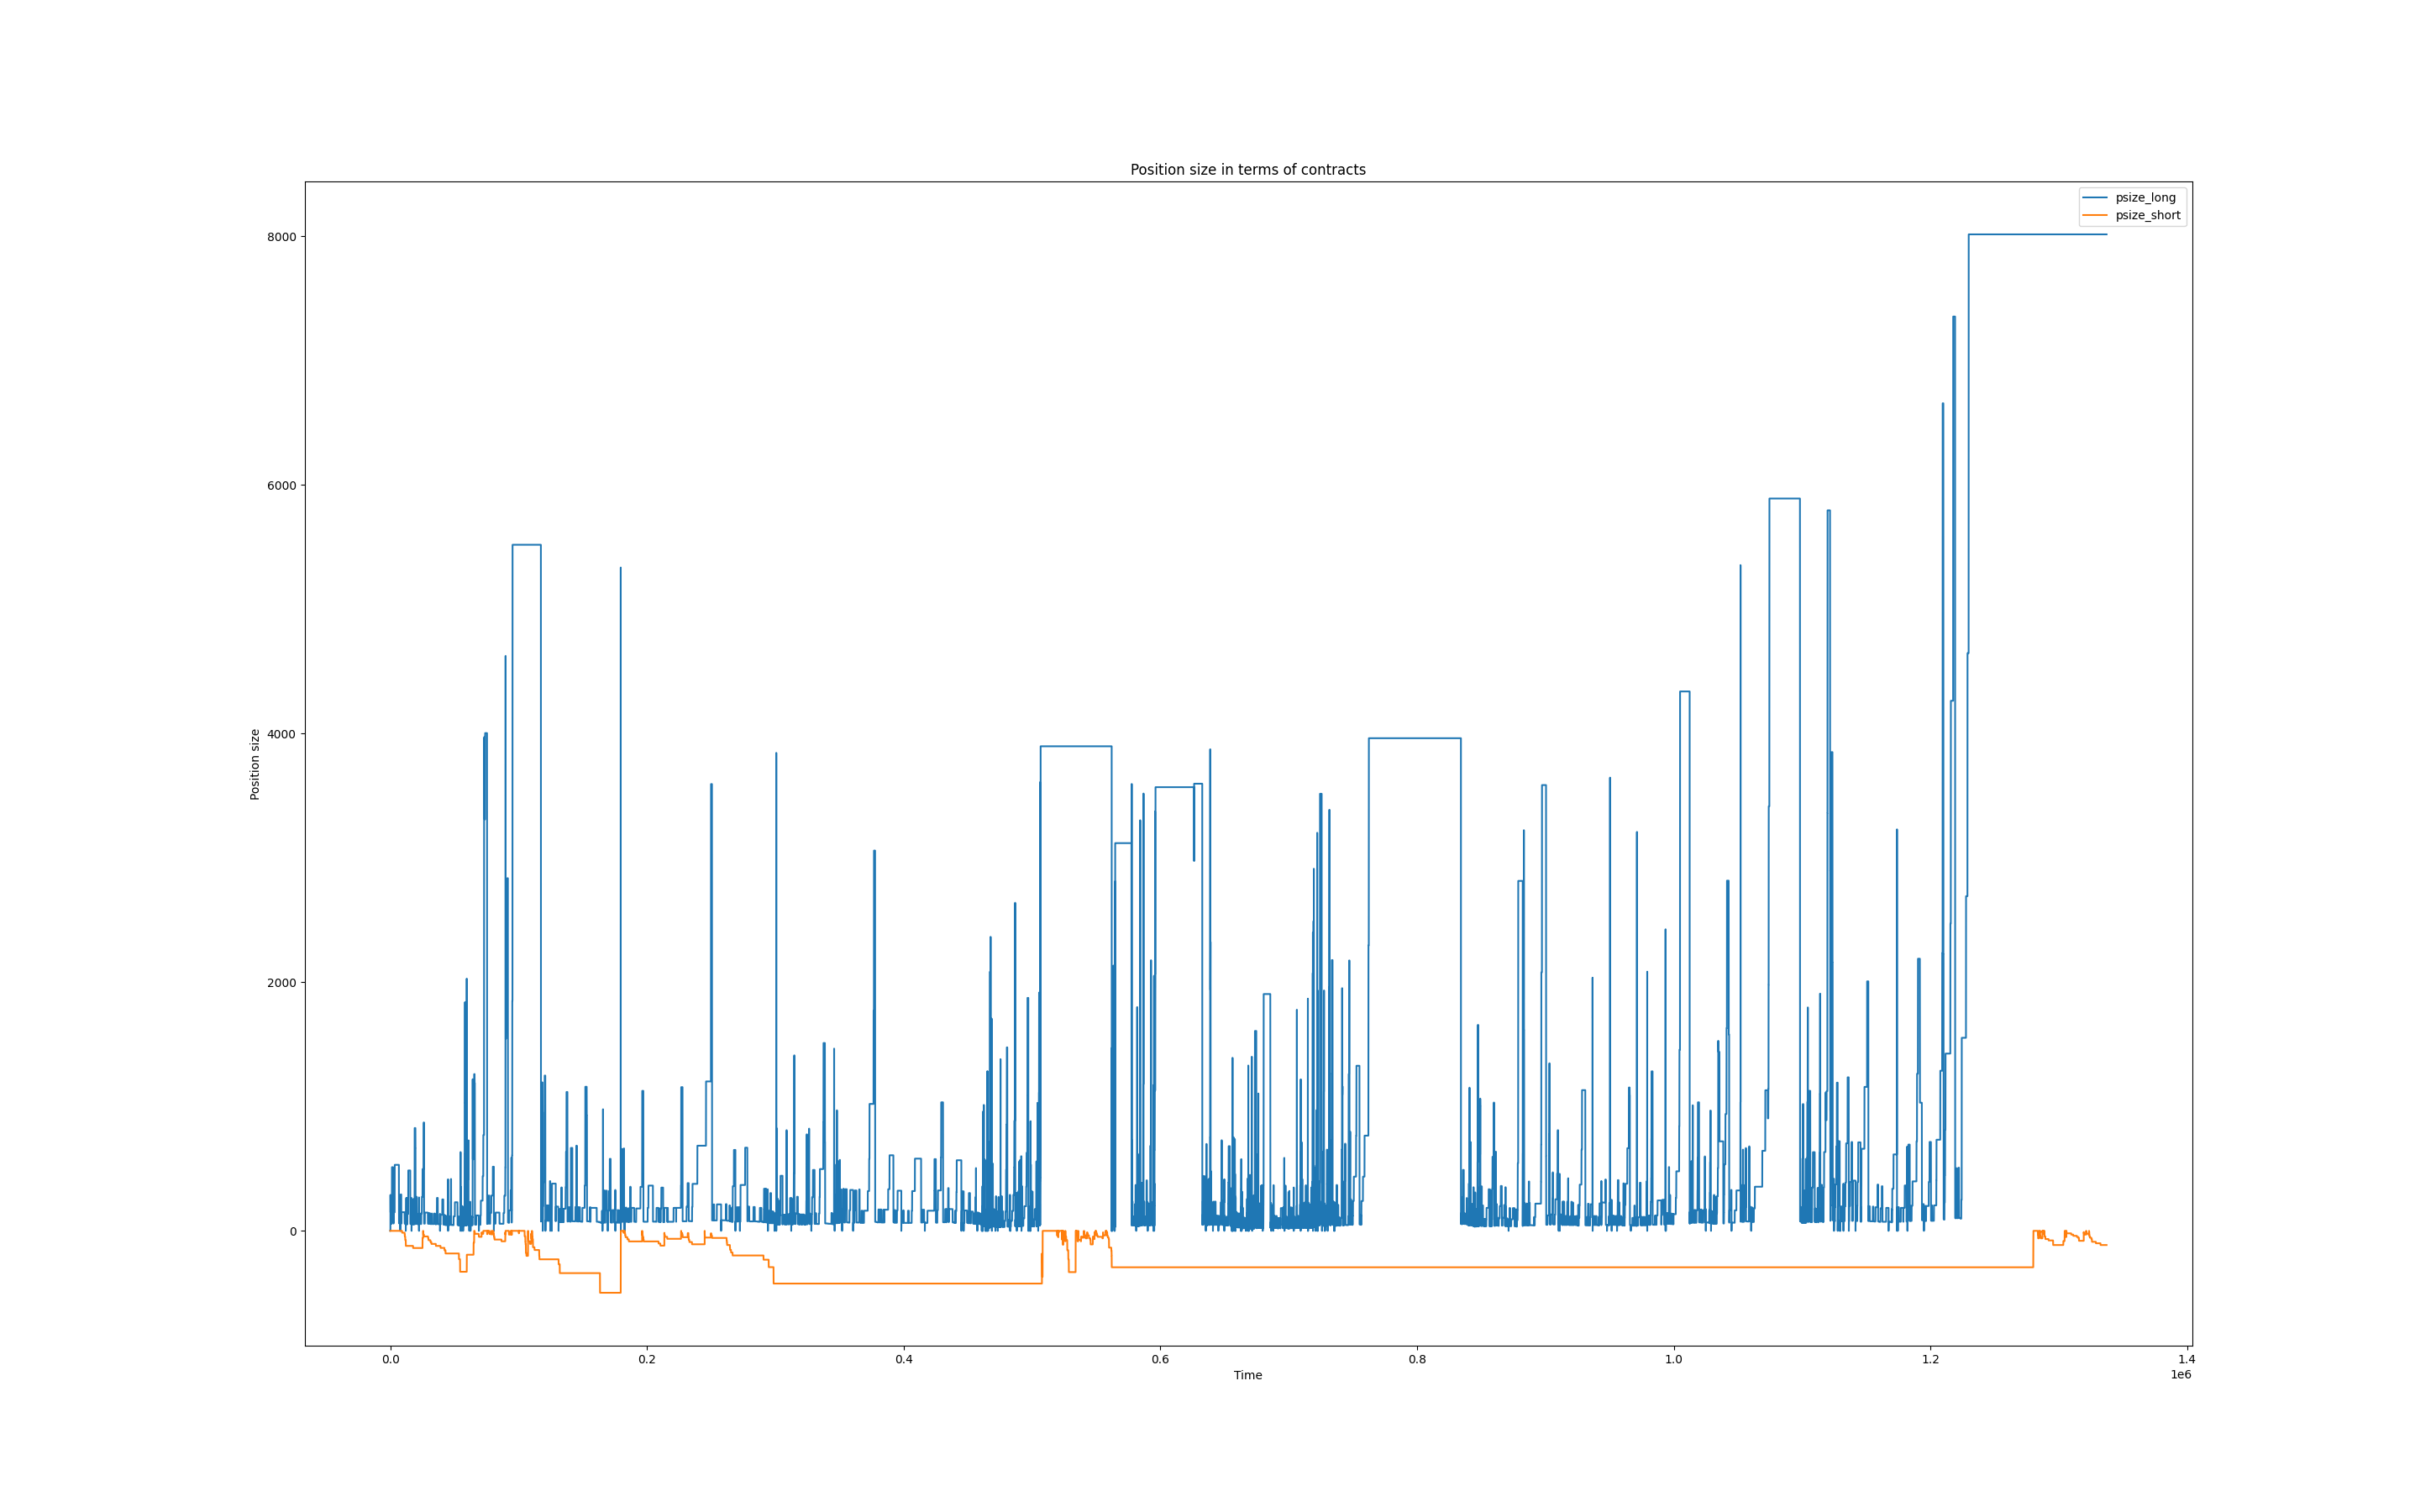 Position size in terms of contracts
psize_long
psize_short
8000
6000
4000
2000
0
Position size
0.0 0.2 0.4 0.6 0.8 1.0 1.2 1.4
Time
1e6